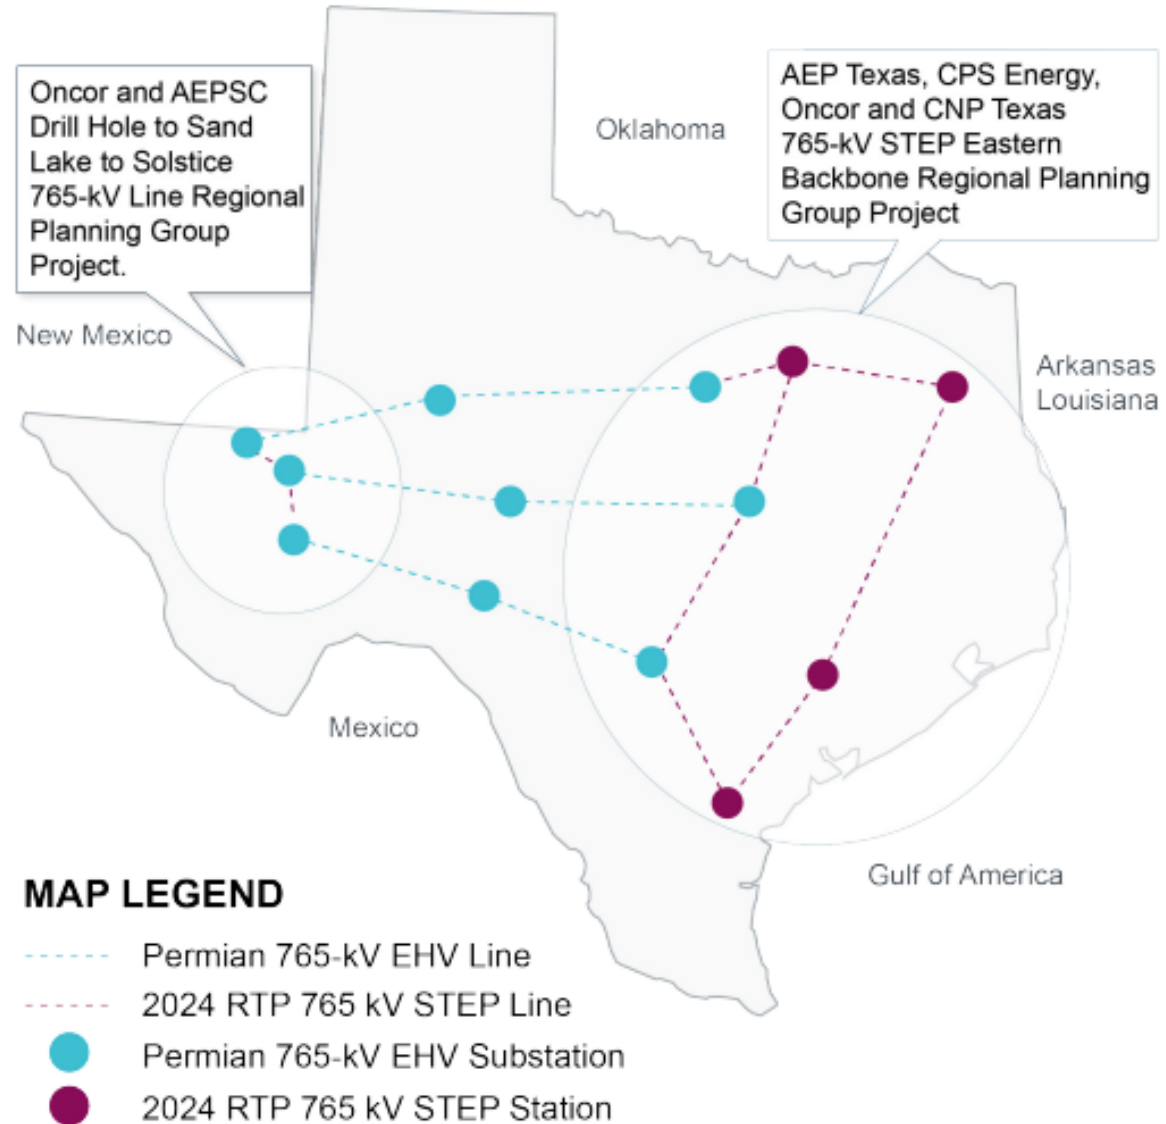 Oncor and AEPSC
Drill Hole to Sand
Lake to Solstice
765-kV Line Regional
Planning Group
Project.
AEP Texas, CPS Energy,
Oncor and CNP Texas
765-kV STEP Eastern
Backbone Regional Planning
Group Project
Oklahoma
New Mexico
Arkansas
Louisiana
Mexico
Gulf of America
MAP LEGEND
Permian 765-kV EHV Line
2024 RTP 765 kV STEP Line
Permian 765-kV EHV Substation
2024 RTP 765 kV STEP Station